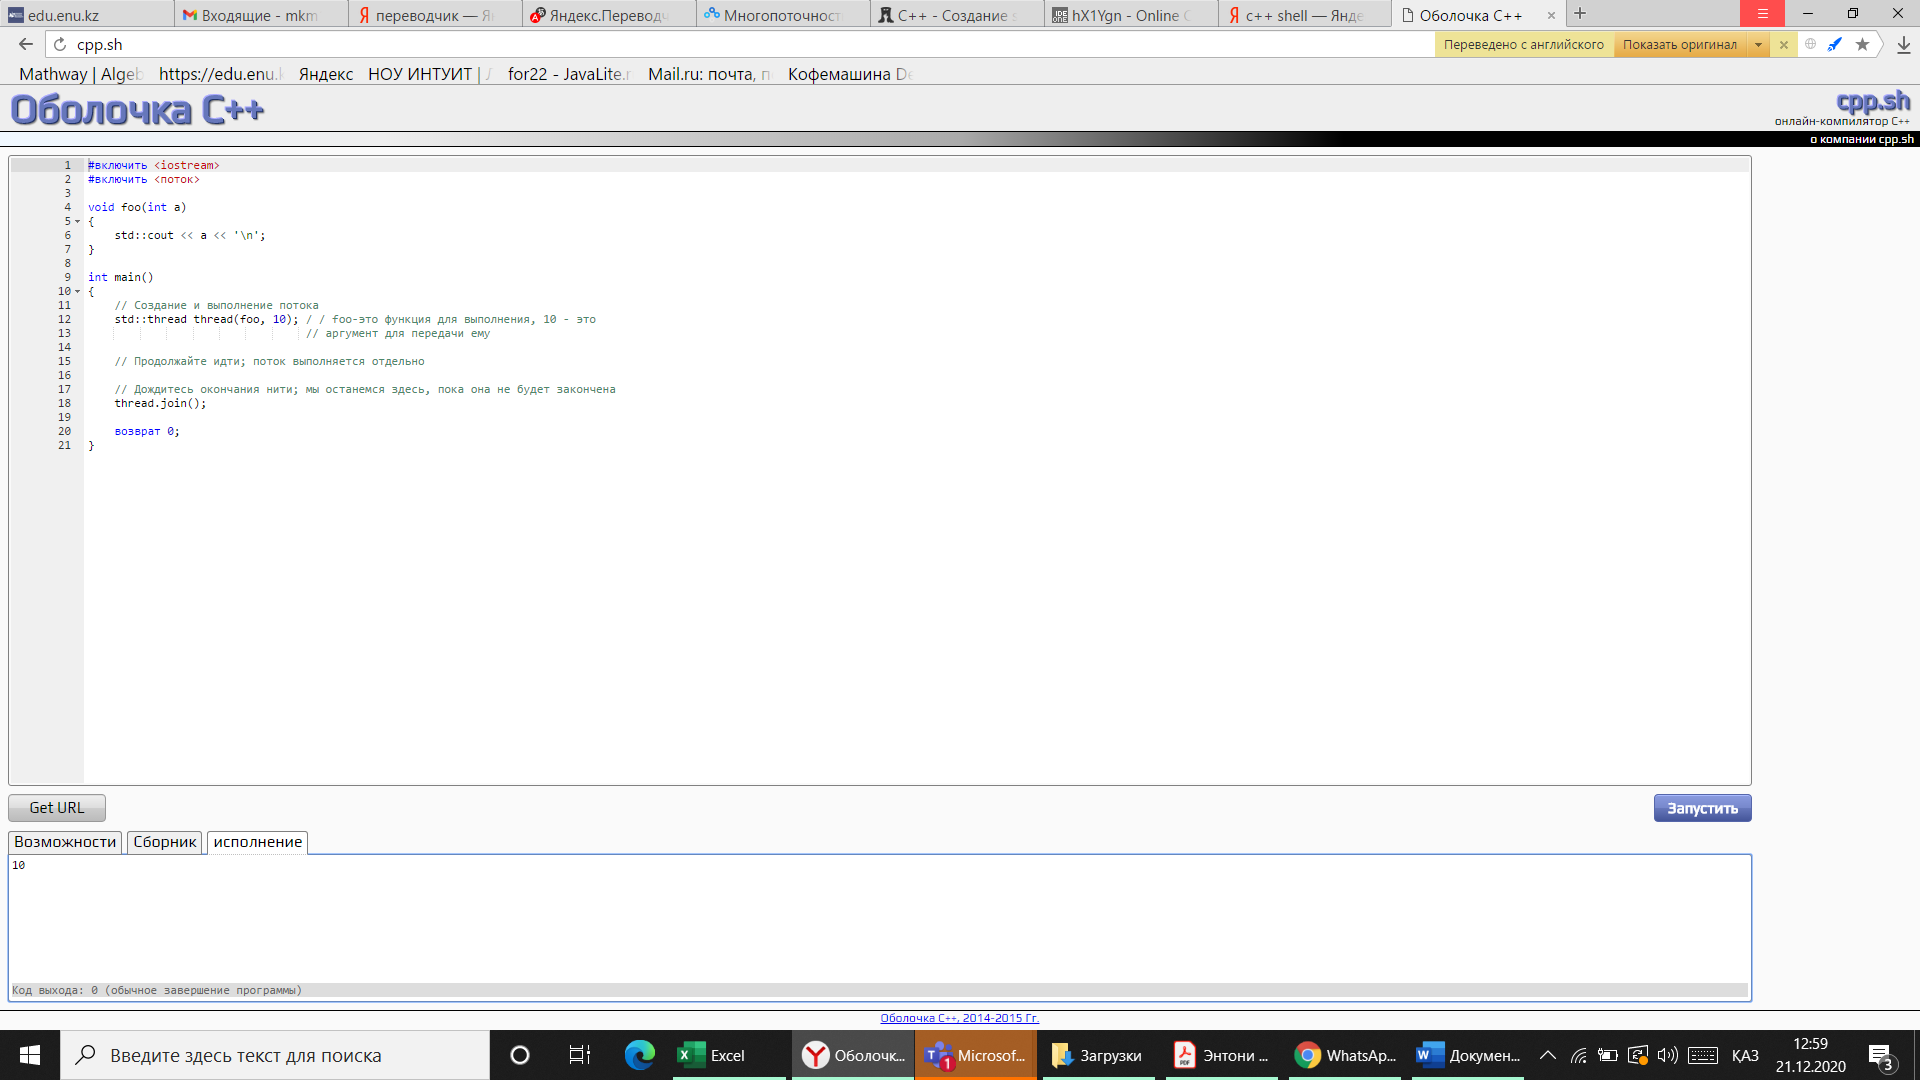 edu.enu.kz
Входящие - mkm
Я переводчик — Я
Яндекс.Перевод
Многопоточност
C++ - Создание
hX1Ygn - Online C
Я c++ shell — Янде
Оболочка C++
cpp.sh
Переведено с английского
Показать оригинал
Mathway | Algeb
https://edu.enu.k
Яндекс
НОУ ИНТУИТ |
for22 - JavaLite.r
Mail.ru: почта, п
Кофемашина De
Оболочка C++
cpp.sh
онлайн-компилятор C++
о компании cpp.sh
1 #включить <iostream>
2 #включить <поток>
3
4 void foo(int a)
5 {
6 std::cout << a << '\n';
7 }
8
9 int main()
10 {
11 // Создание и выполнение потока
12 std::thread thread(foo, 10); / / foo-это функция для выполнения, 10 - это
13 // аргумент для передачи ему
14
15 // Продолжайте идти; поток выполняется отдельно
16
17 // Дождитесь окончания нити; мы останемся здесь, пока она не будет закончена
18 thread.join();
19
20 возврат 0;
21 }
Get URL
Запустить
Возможности
Сборник
исполнение
10
Код выхода: 0 (обычное завершение программы)
Оболочка C++, 2014-2015 Гг.
Введите здесь текст для поиска
Excel
Оболочк...
Microsof...
Загрузки
Энтони ...
WhatsAp...
Докумен...
ҚАЗ
12:59
21.12.2020
3